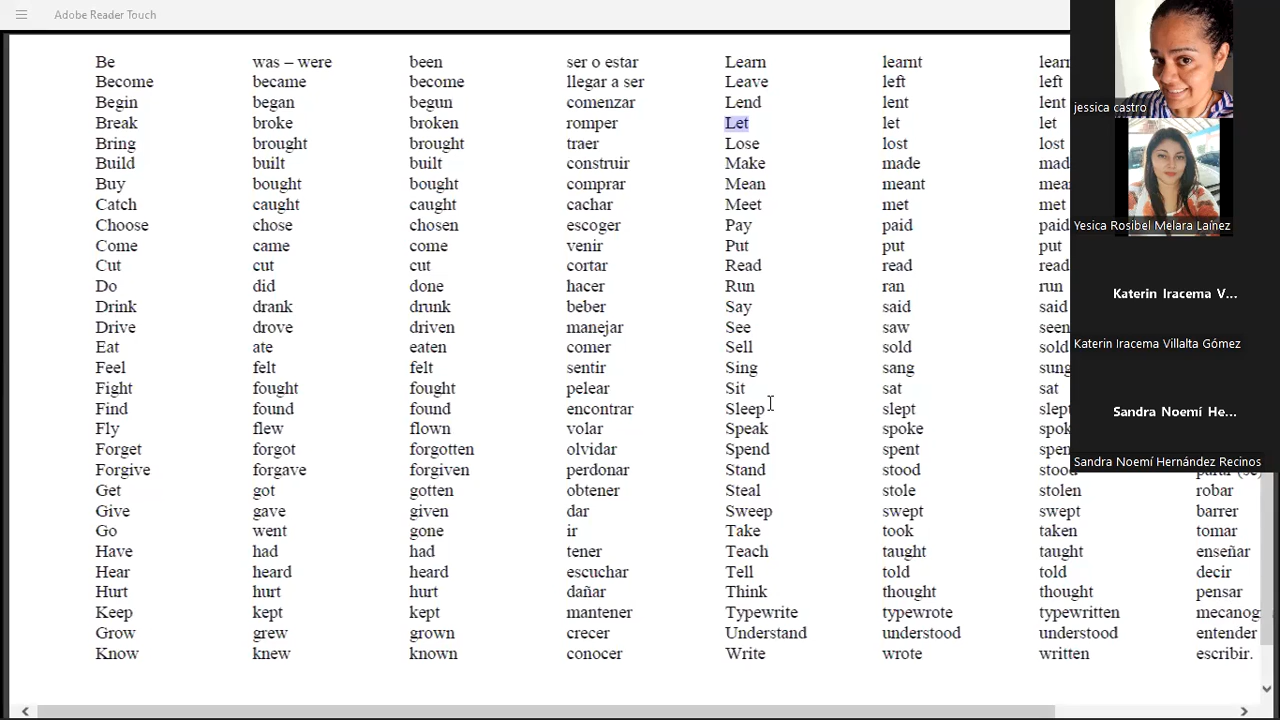 Adobe Reader Touch
Be was – were been ser o estar Learn learnt
Become became become llegar a ser Leave left left
Begin began begun comenzar Lend lent lent
Break broke broken romper Let let let
Bring brought brought traer Lose lost lost
Build built built construir Make made
Buy bought bought comprar Mean meant
Catch caught caught cachar Meet met met
Choose chose chosen escoger Pay paid paid
Come came come venir Put put put
Cut cut cut cortar Read read read
Do did done hacer Run ran run
Drink drank drunk beber Say said said
Drive drove driven manejar See saw seen
Eat ate eaten comer Sell sold sold
Feel felt felt sentir Sing sang sung
Fight fought fought pelear Sit sat sat
Find found found encontrar Sleep slept slept
Fly flew flown volar Speak spoke
Forget forgot forgotten olvidar Spend spent
Forgive forgave forgiven perdonar Stand stood stood
Get got gotten obtener Steal stole stolen robar
Give gave given dar Sweep swept swept barrer
Go went gone ir Take took taken tomar
Have had had tener Teach taught taught enseñar
Hear heard heard escuchar Tell told told decir
Hurt hurt hurt dañar Think thought thought pensar
Keep kept kept mantener Typewrite typewrote typewritten mecanog
Grow grew grown crecer Understand understood understood entender
Know knew known conocer Write wrote written escribir.
jessica castro
Yesica Rosibel Melara Laínez
Katerin Iracema V...
Katerin Iracema Villalta Gómez
Sandra Noemí He...
Sandra Noemí Hernández Recinos